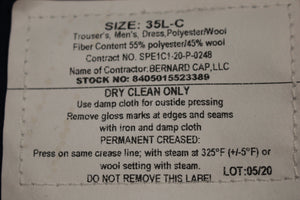 SIZE: 35L-C
Trouser's, Men's, Dress,Polyester/Wool
Fiber Content 55% polyester/45% wool
Contract NO. SPE1C1-20-P-0248
Name of Contractor: BERNARD CAP,LLC
STOCK NO: 8405015523389
DRY CLEAN ONLY
Use damp cloth for oustide pressing
Remove gloss marks at edges and seams
with iron and damp cloth
PERMANENT CREASED:
Press on same crease line; with steam at 325°F (+/-5°F) or
wool setting with steam.
DO NOT REMOVE THIS LABEL
LOT:05/20